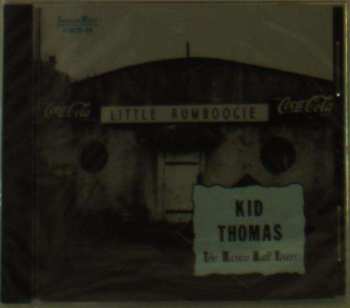 Coca-Cola LITTLE RUMBOOGIE Coca-Cola
KID
THOMAS
The Dance Hall Years